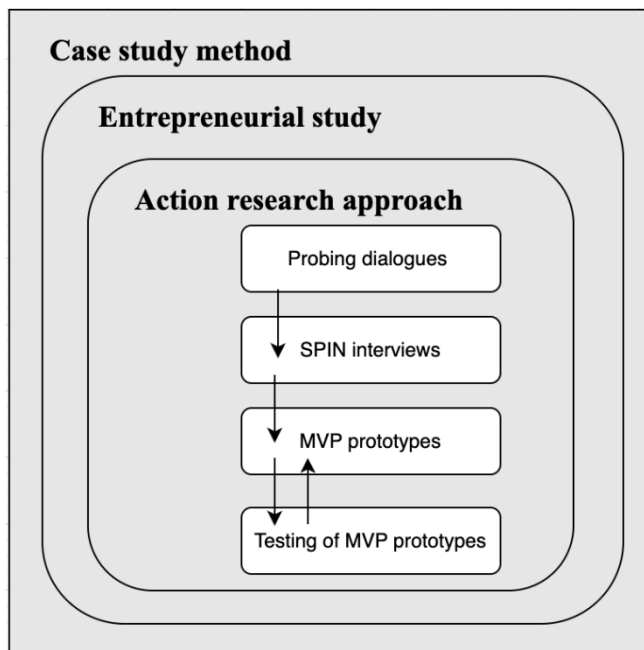 Case study method
Entrepreneurial study
Action research approach
Probing dialogues
SPIN interviews
MVP prototypes
Testing of MVP prototypes